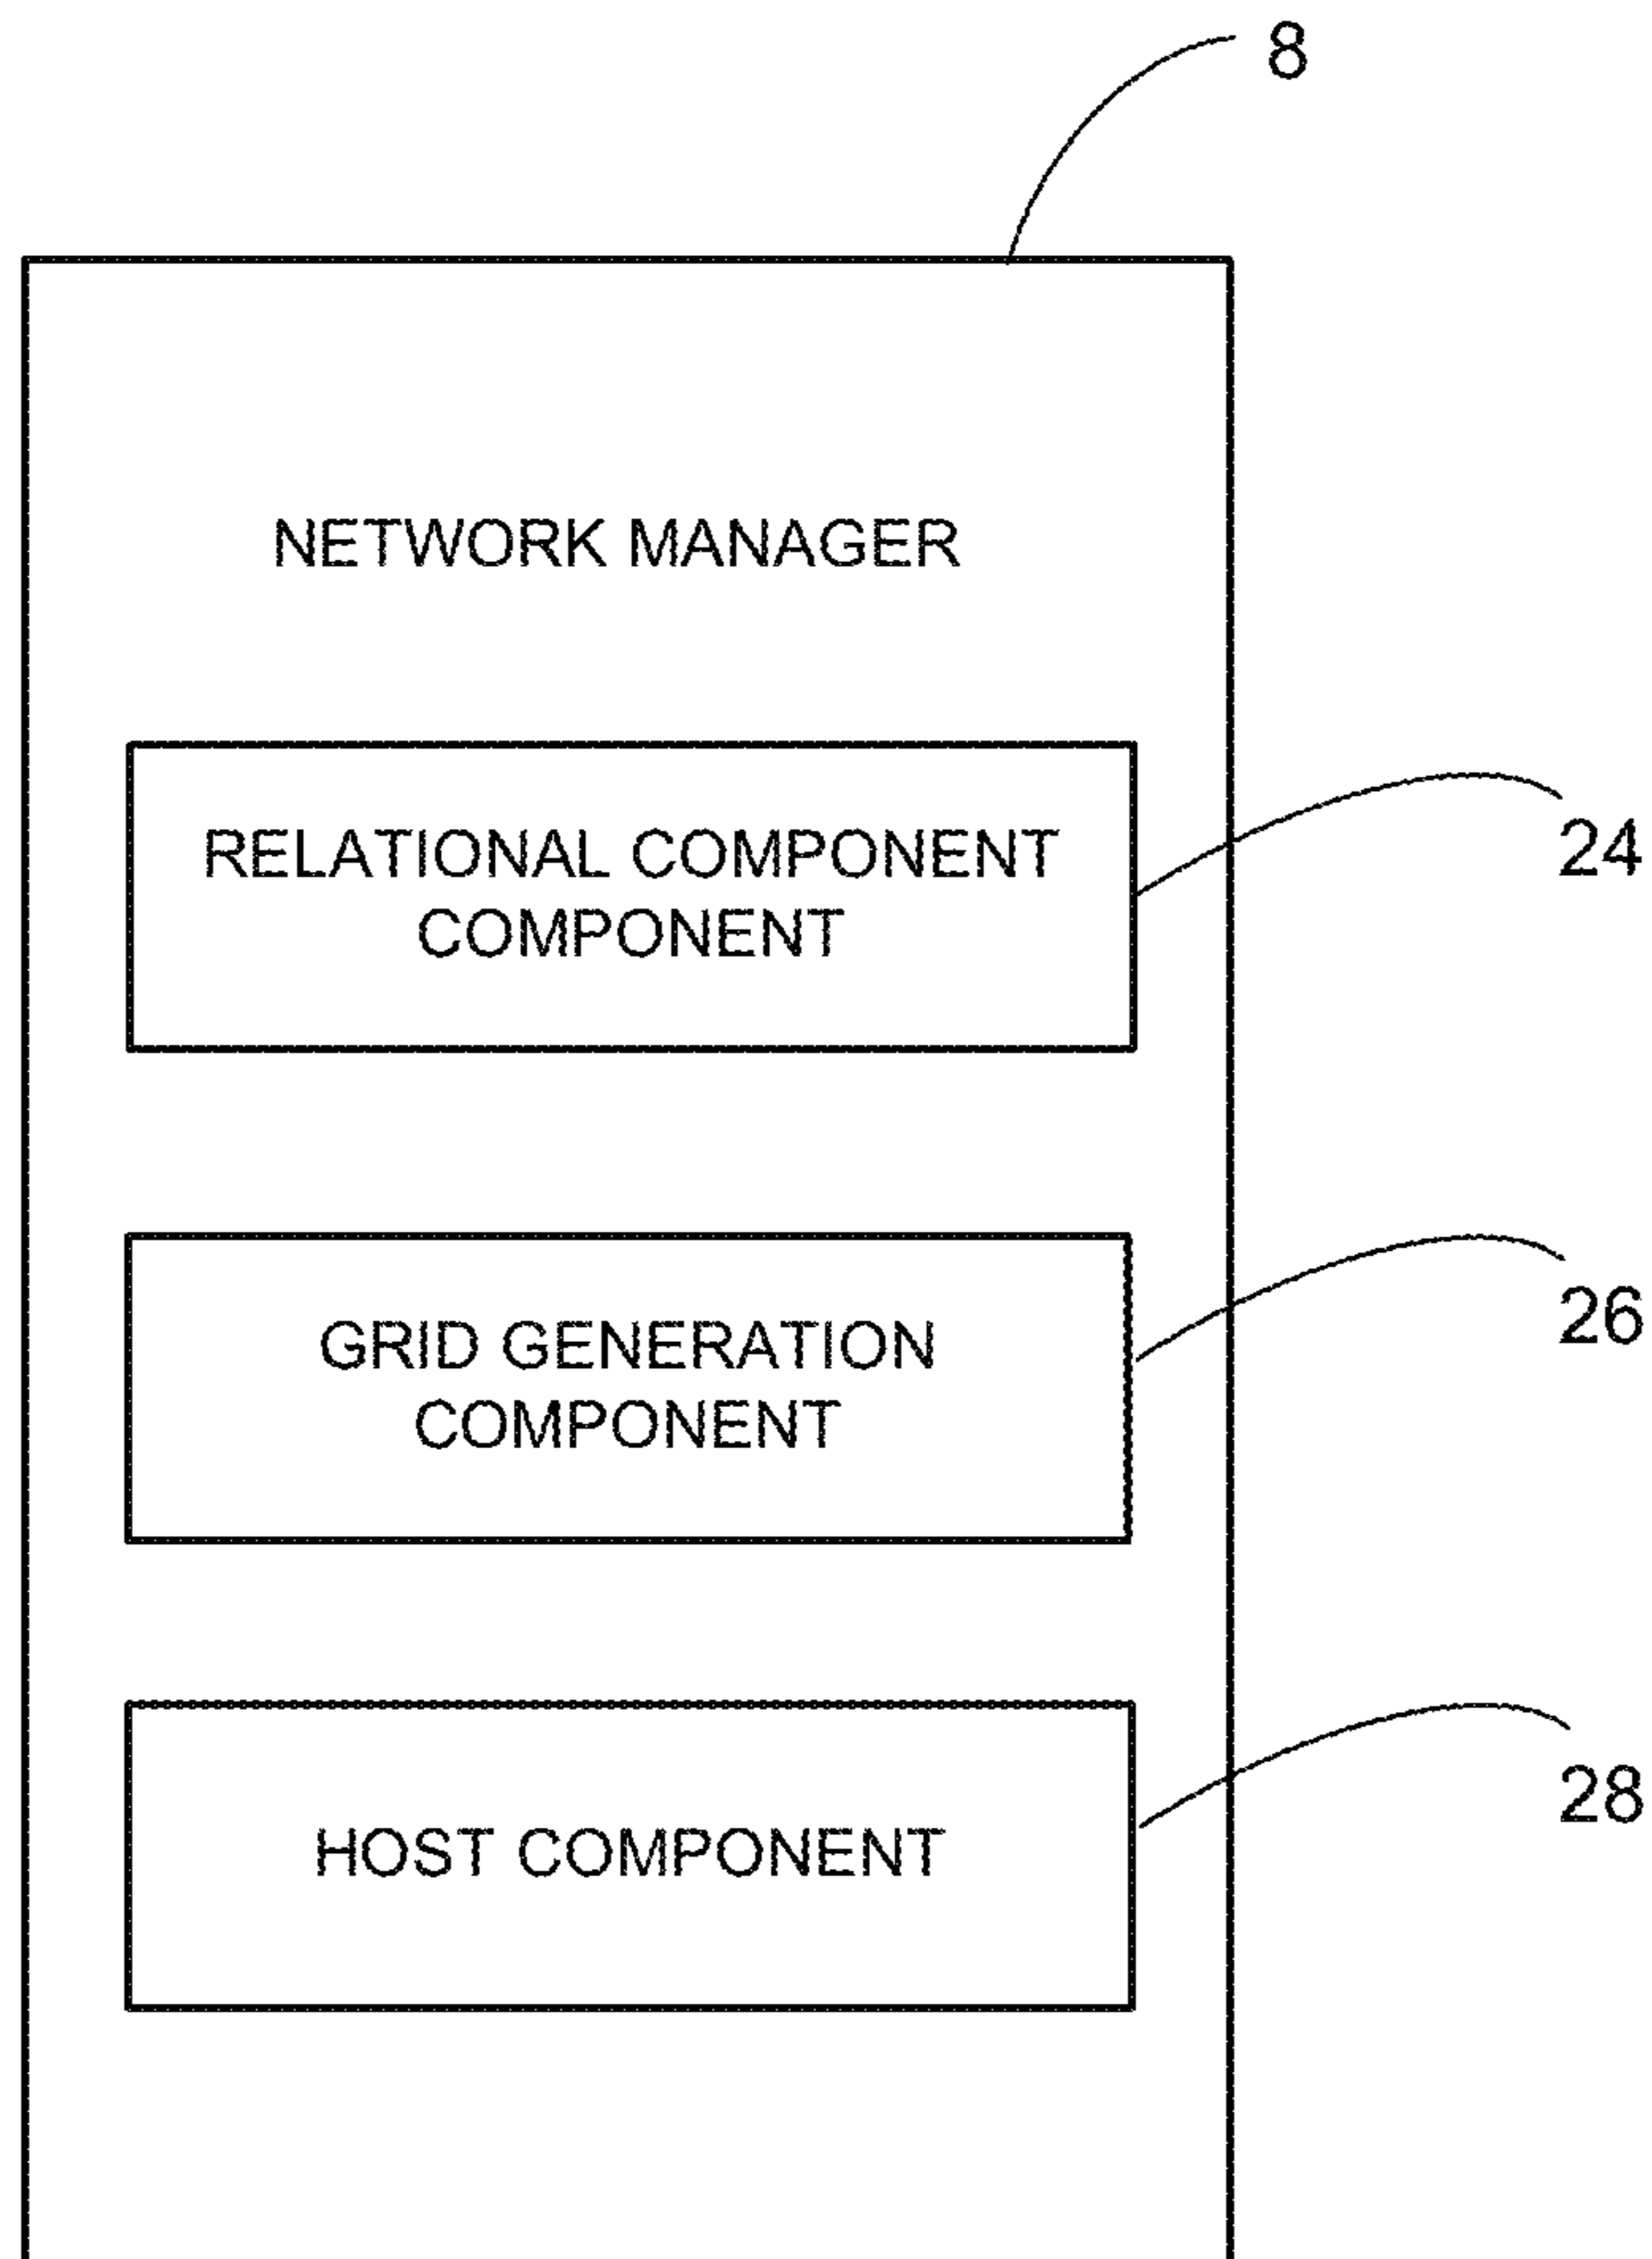 8
NETWORK MANAGER
RELATIONAL COMPONENT
COMPONENT
24
GRID GENERATION
COMPONENT
26
HOST COMPONENT
28